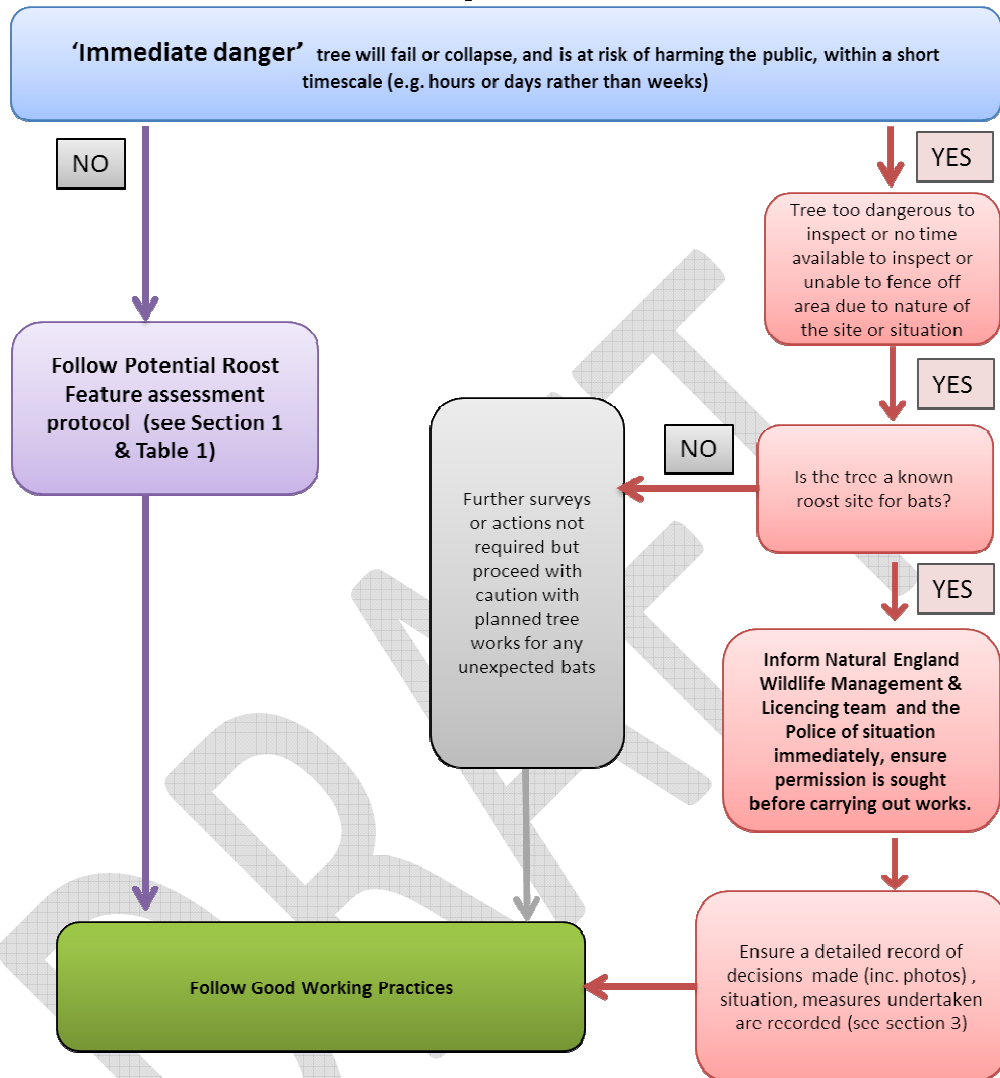 ‘Immediate danger’ tree will fail or collapse, and is at risk of harming the public, within a short
timescale (e.g. hours or days rather than weeks)
NO
YES
Tree too dangerous to
inspect or no time
available to inspect or
unable to fence off
area due to nature of
the site or situation
Follow Potential Roost
Feature assessment
protocol (see Section 1
& Table 1)
YES
NO
Is the tree a known
roost site for bats?
Further surveys
or actions not
required but
proceed with
caution with
planned tree
works for any
unexpected bats
YES
Inform Natural England
Wildlife Management &
Licencing team and the
Police of situation
immediately, ensure
permission is sought
before carrying out works.
Ensure a detailed record of
decisions made (inc. photos) ,
situation, measures undertaken
are recorded (see section 3)
Follow Good Working Practices
DRAFT